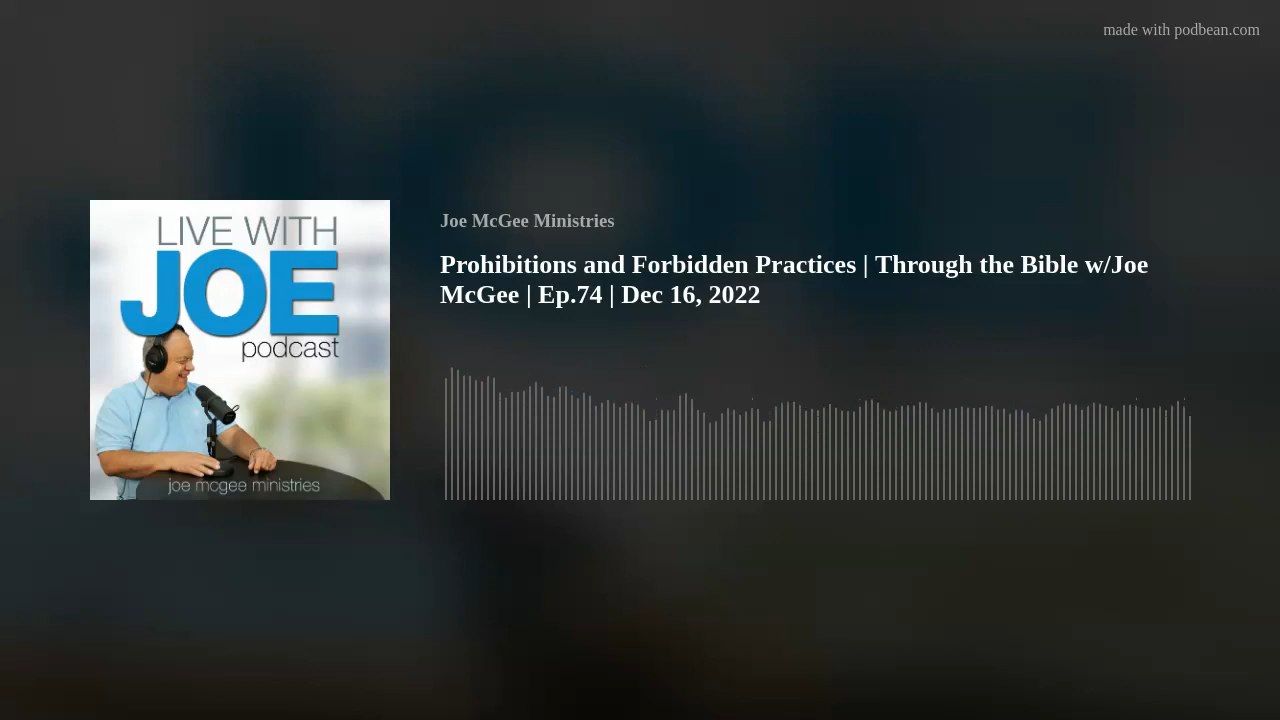 made with podbean.com
LIVE WITH
JOE
podcast
joe mcgee ministries
Joe McGee Ministries
Prohibitions and Forbidden Practices | Through the Bible w/Joe
McGee | Ep.74 | Dec 16, 2022